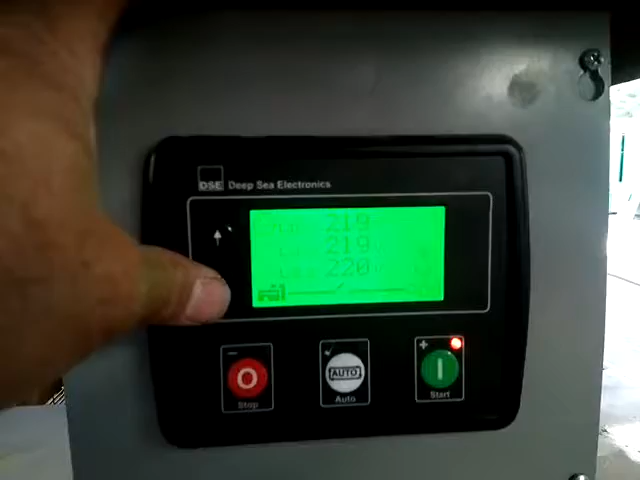 DSE Deep Sea Electronics
219
219
220
Stop
AUTO
Auto
Start